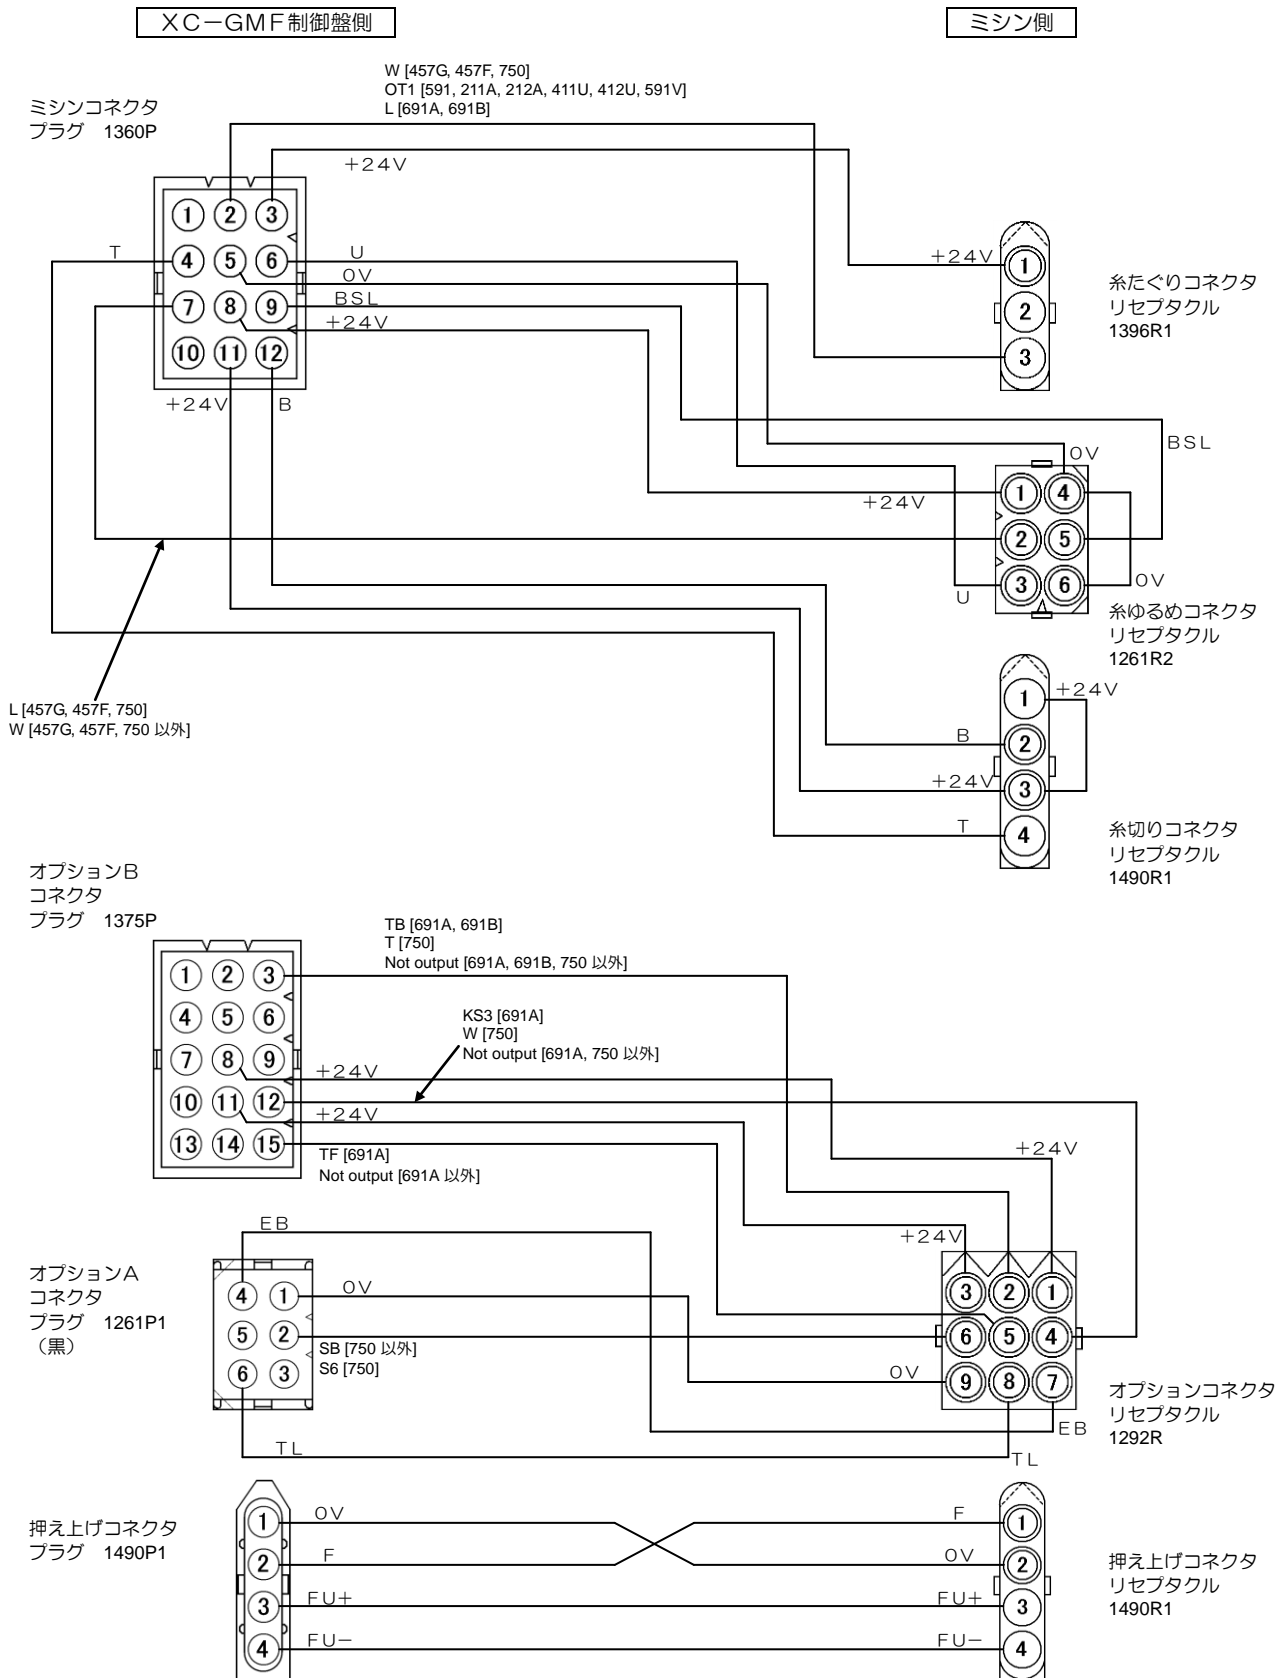 XC－GMF制御盤側
ミシン側
W [457G, 457F, 750]
OT1 [591, 211A, 212A, 411U, 412U, 591V]
L [691A, 691B]
ミシンコネクタ
プラグ　1360P
+24V
1 2 3
4 5 6
7 8 9
10 11 12
T
U
0V
BSL
+24V
+24V
B
+24V
1
2
3
糸たぐりコネクタ
リセプタクル
1396R1
BSL
0V
+24V
1 4
2 5
3 6
U
0V
糸ゆるめコネクタ
リセプタクル
1261R2
L [457G, 457F, 750]
W [457G, 457F, 750 以外]
+24V
B
+24V
T
1
2
3
4
糸切りコネクタ
リセプタクル
1490R1
オプションB
コネクタ
プラグ　1375P
TB [691A, 691B]
T [750]
Not output [691A, 691B, 750 以外]
KS3 [691A]
W [750]
Not output [691A, 750 以外]
1 2 3
4 5 6
7 8 9
10 11 12
13 14 15
+24V
+24V
TF [691A]
Not output [691A 以外]
+24V
+24V
EB
オプションA
コネクタ
プラグ　1261P1
（黒）
4 1
5 2
6 3
0V
SB [750 以外]
S6 [750]
TL
3 2 1
6 5 4
9 8 7
0V
EB
TL
オプションコネクタ
リセプタクル
1292R
押え上げコネクタ
プラグ　1490P1
1
2
3
4
0V
F
FU+
FU−
F
0V
FU+
FU−
1
2
3
4
押え上げコネクタ
リセプタクル
1490R1